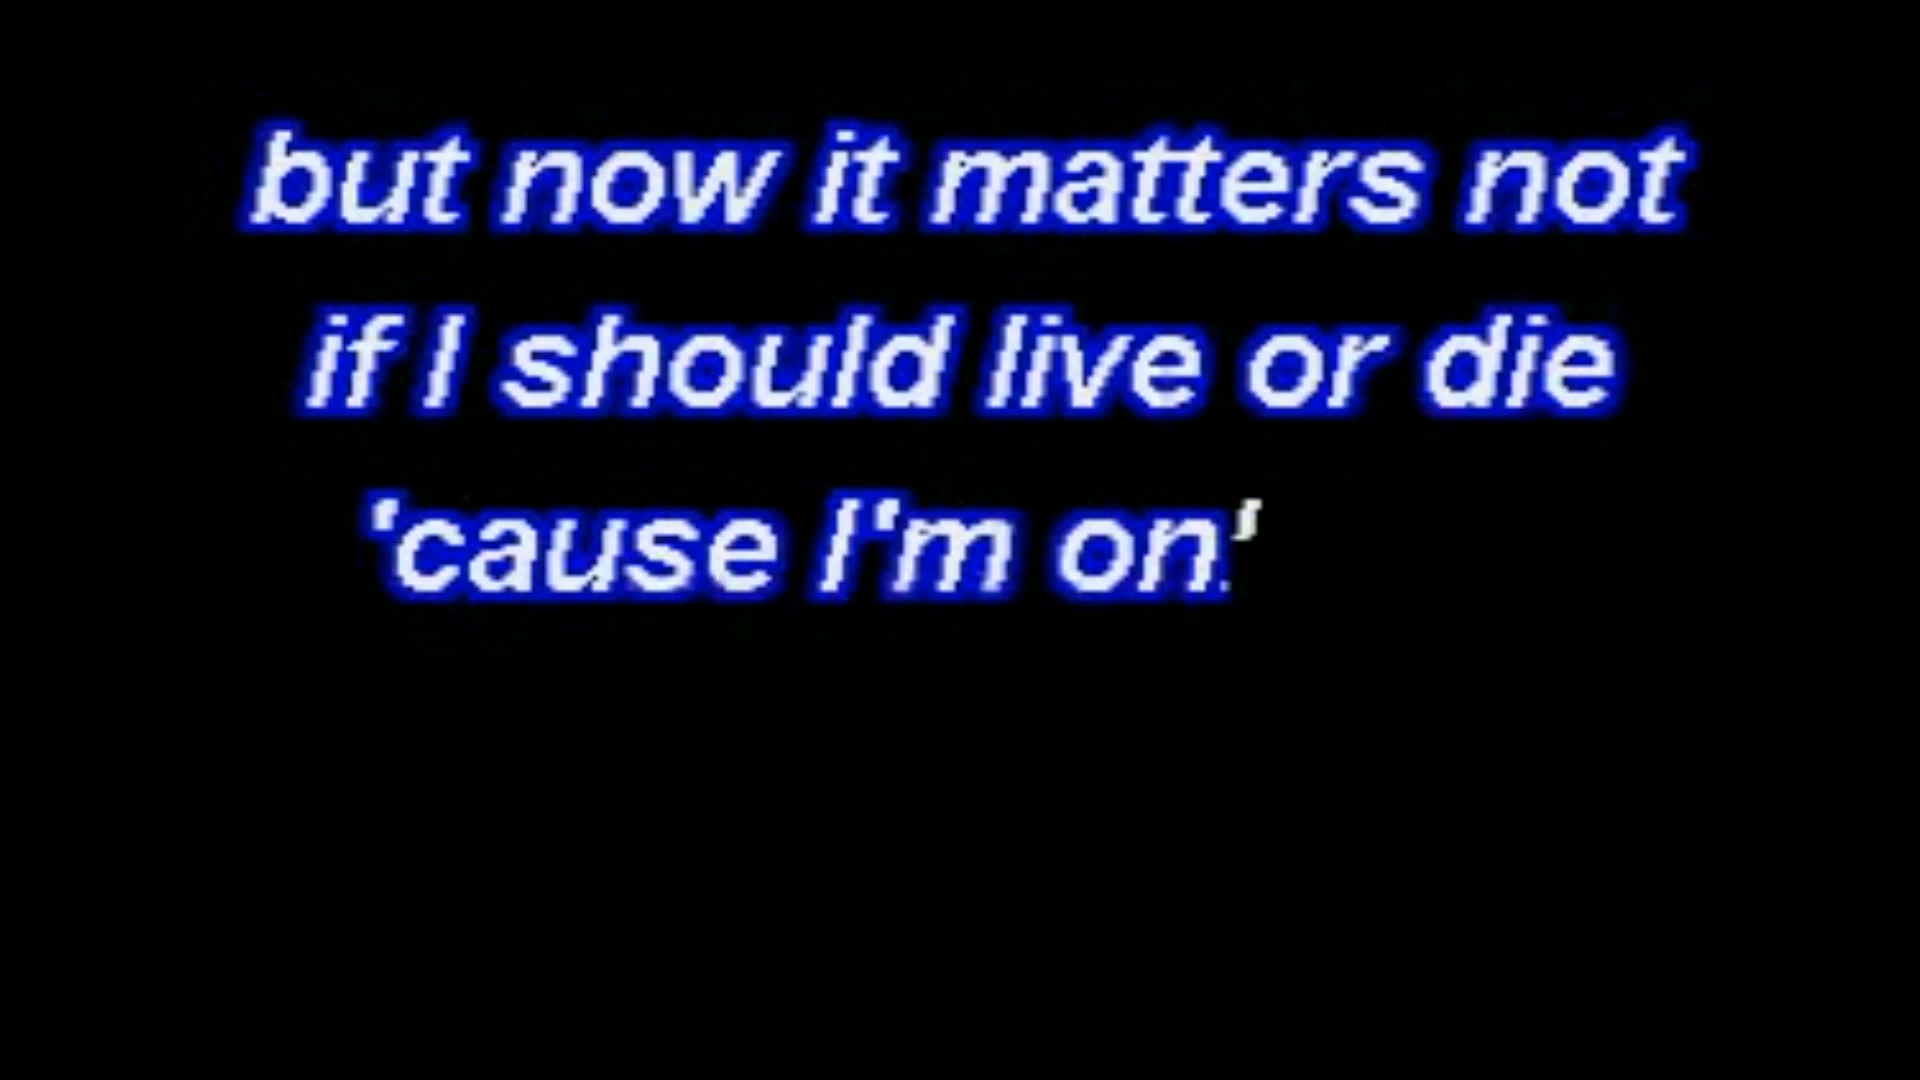 but now it matters not
if I should live or die
'cause I'm on'